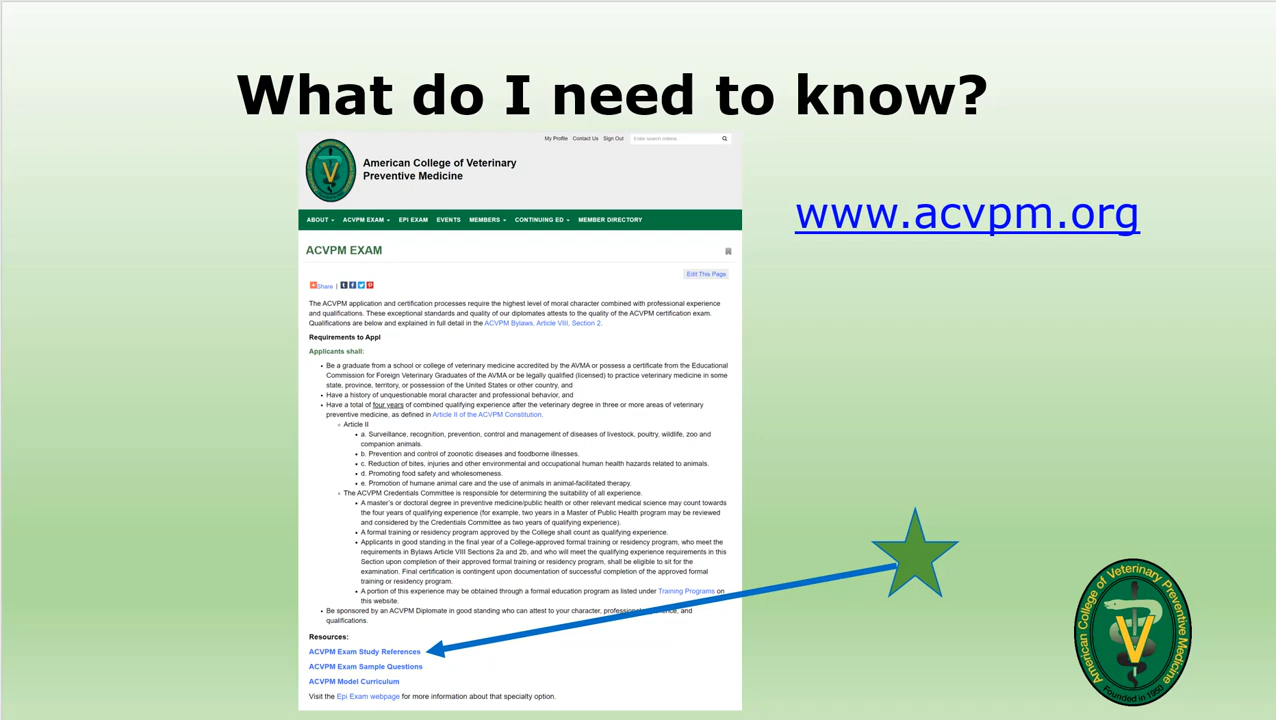 What do I need to know?
My Profile Contact Us Sign Out Enter search criteria..
V
American College of Veterinary
Preventive Medicine
www.acvpm.org
ABOUT ACVPM EXAM EPI EXAM EVENTS MEMBERS CONTINUING ED MEMBER DIRECTORY
ACVPM EXAM
Edit This Page
Share |
The ACVPM application and certification processes require the highest level of moral character combined with professional experience
and qualifications. These exceptional standards and quality of our diplomates attests to the quality of the ACVPM certification exam.
Qualifications are below and explained in full detail in the ACVPM Bylaws, Article VIII, Section 2.
Requirements to Appl
Applicants shall:
• Be a graduate from a school or college of veterinary medicine accredited by the AVMA or possess a certificate from the Educational
Commission for Foreign Veterinary Graduates of the AVMA or be legally qualified (licensed) to practice veterinary medicine in some
state, province, territory, or possession of the United States or other country, and
• Have a history of unquestionable moral character and professional behavior, and
• Have a total of four years of combined qualifying experience after the veterinary degree in three or more areas of veterinary
preventive medicine, as defined in Article II of the ACVPM Constitution.
◦ Article II
• a. Surveillance, recognition, prevention, control and management of diseases of livestock, poultry, wildlife, zoo and
companion animals.
• b. Prevention and control of zoonotic diseases and foodborne illnesses.
• c. Reduction of bites, injuries and other environmental and occupational human health hazards related to animals.
• d. Promoting food safety and wholesomeness.
• e. Promotion of humane animal care and the use of animals in animal-facilitated therapy.
◦ The ACVPM Credentials Committee is responsible for determining the suitability of all experience.
• A master's or doctoral degree in preventive medicine/public health or other relevant medical science may count towards
the four years of qualifying experience (for example, two years in a Master of Public Health program may be reviewed
and considered by the Credentials Committee as two years of qualifying experience).
• A formal training or residency program approved by the College shall count as qualifying experience.
• Applicants in good standing in the final year of a College-approved formal training or residency program, who meet the
requirements in Bylaws Article VIII Sections 2a and 2b, and who will meet the qualifying experience requirements in this
Section upon completion of their approved formal training or residency program, shall be eligible to sit for the
examination. Final certification is contingent upon documentation of successful completion of the approved formal
training or residency program.
• A portion of this experience may be obtained through a formal education program as listed under Training Programs on
this website.
• Be sponsored by an ACVPM Diplomate in good standing who can attest to your character, professional and
qualifications.
Resources:
ACVPM Exam Study References
ACVPM Exam Sample Questions
ACVPM Model Curriculum
Visit the Epi Exam webpage for more information about that specialty option.
American College of Veterinary Preventive Medicine
V
Founded in 1950